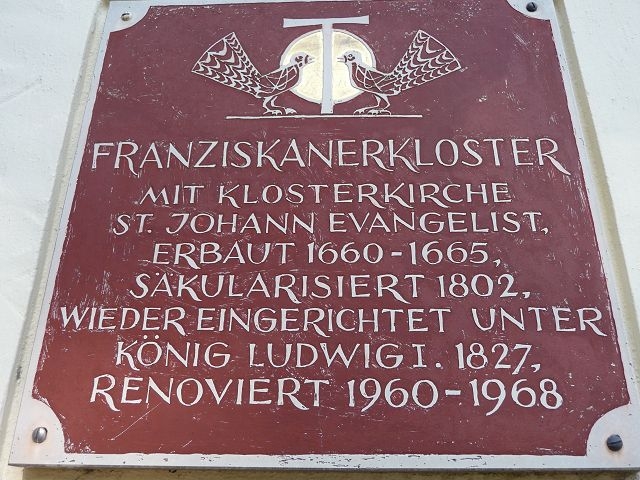 FRANZISKANERKLOSTER
MIT KLOSTERKIRCHE
ST. JOHANN EVANGELIST,
ERBAUT 1660-1665,
SÄKULARISIERT 1802,
WIEDER EINGERICHTET UNTER
KÖNIG LUDWIG I. 1827,
RENOVIERT 1960-1968